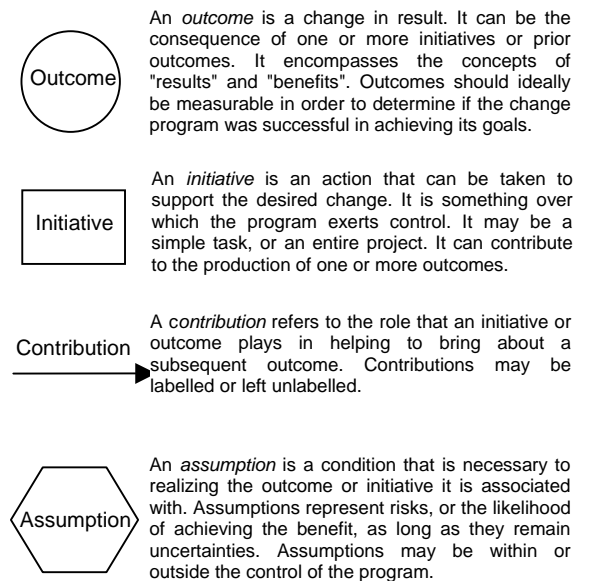 An outcome is a change in result. It can be the
consequence of one or more initiatives or prior
outcomes. It encompasses the concepts of
"results" and "benefits". Outcomes should ideally
be measurable in order to determine if the change
program was successful in achieving its goals.
Outcome
An initiative is an action that can be taken to
support the desired change. It is something over
which the program exerts control. It may be a
simple task, or an entire project. It can contribute
to the production of one or more outcomes.
Initiative
A contribution refers to the role that an initiative or
outcome plays in helping to bring about a
subsequent outcome. Contributions may be
labelled or left unlabelled.
Contribution
An assumption is a condition that is necessary to
realizing the outcome or initiative it is associated
with. Assumptions represent risks, or the likelihood
of achieving the benefit, as long as they remain
uncertainties. Assumptions may be within or
outside the control of the program.
Assumption